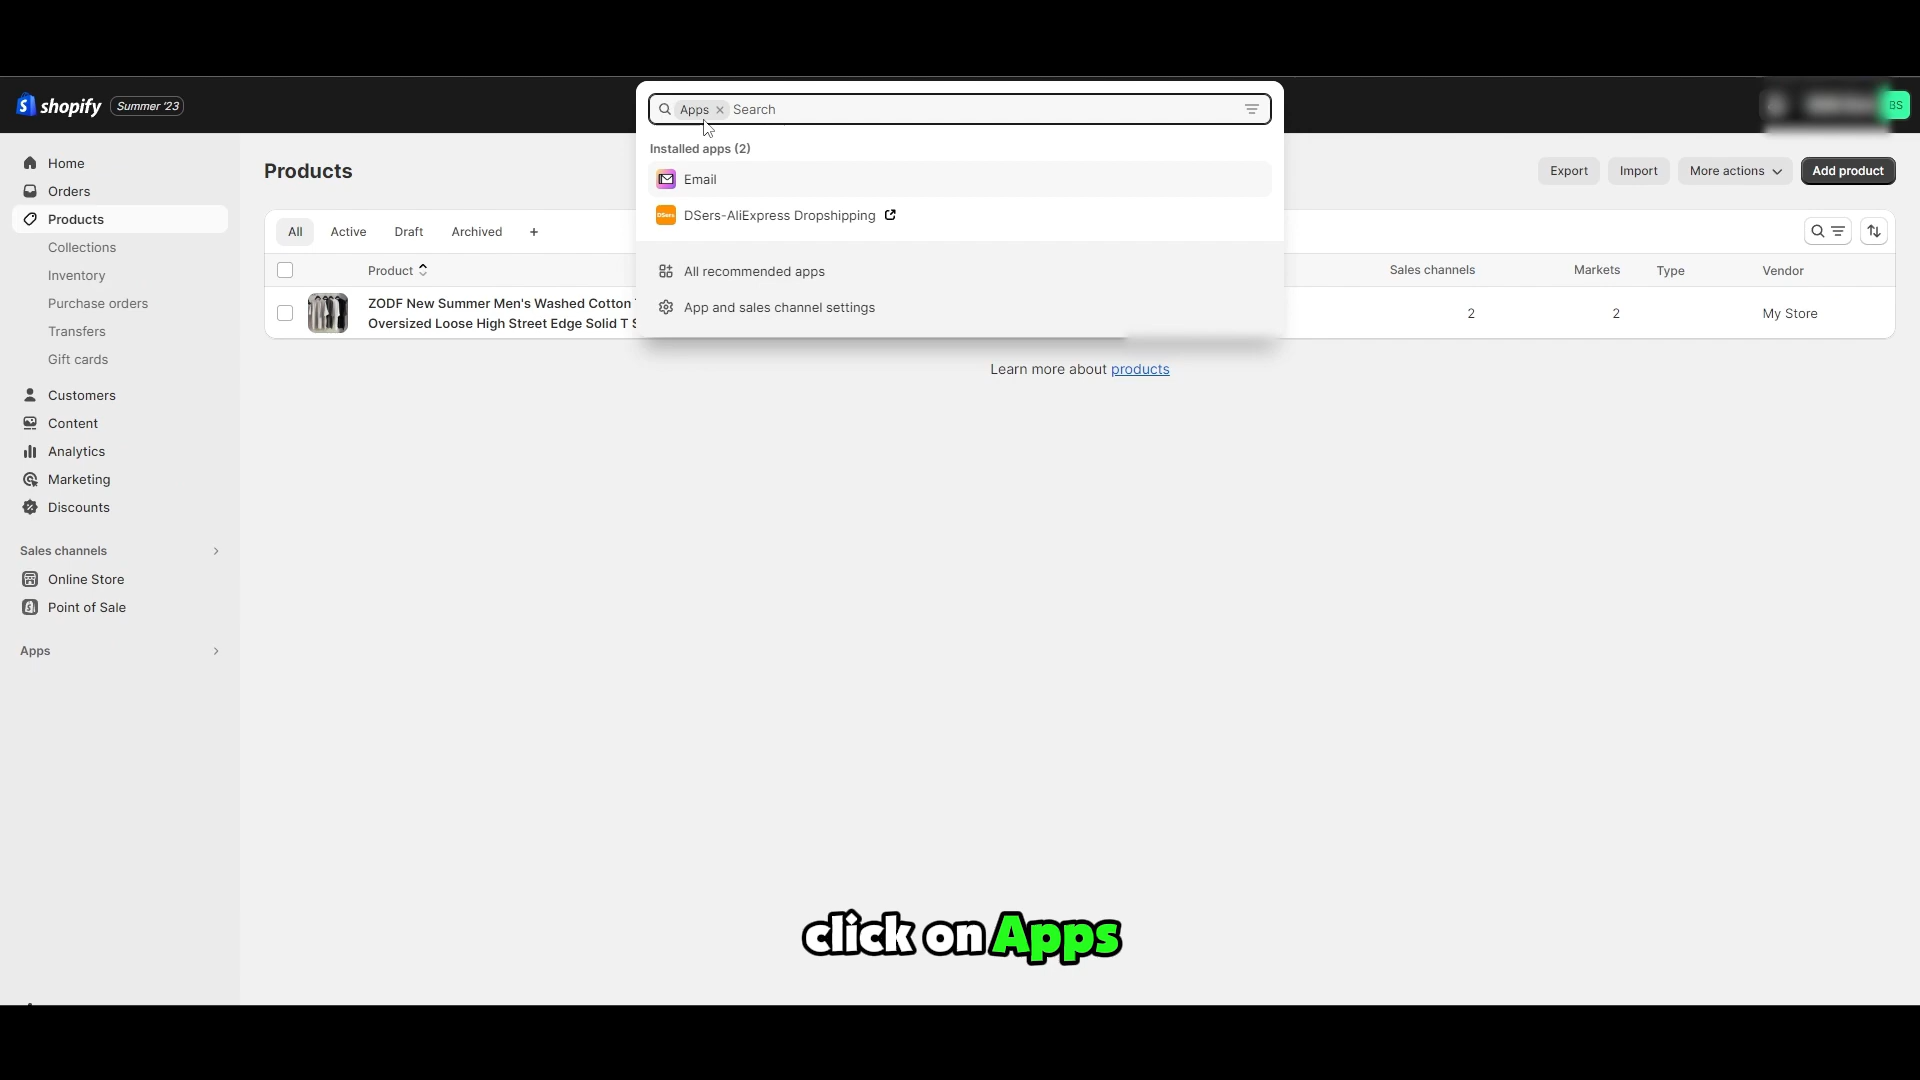 shopify Summer '23
Apps Search
BS
Installed apps (2)
Email
DSers-AliExpress Dropshipping
All recommended apps
App and sales channel settings
Home
Orders
Products
Collections
Inventory
Purchase orders
Transfers
Gift cards
Customers
Content
Analytics
Marketing
Discounts
Sales channels
Online Store
Point of Sale
Apps
Products
Export Import More actions Add product
All Active Draft Archived +
Product Sales channels Markets Type Vendor
ZODF New Summer Men's Washed Cotton
Oversized Loose High Street Edge Solid T S
2 2 My Store
Learn more about products
click on Apps